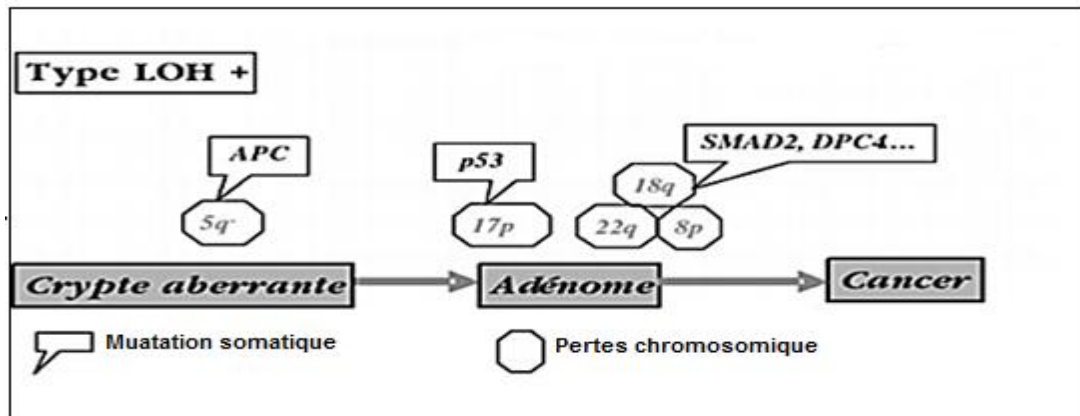 Type LOH +
APC
p53
SMAD2, DPC4...
5q-
17p
18q
22q
8p
Crypte aberrante
Adénome
Cancer
Muatation somatique
Pertes chromosomique